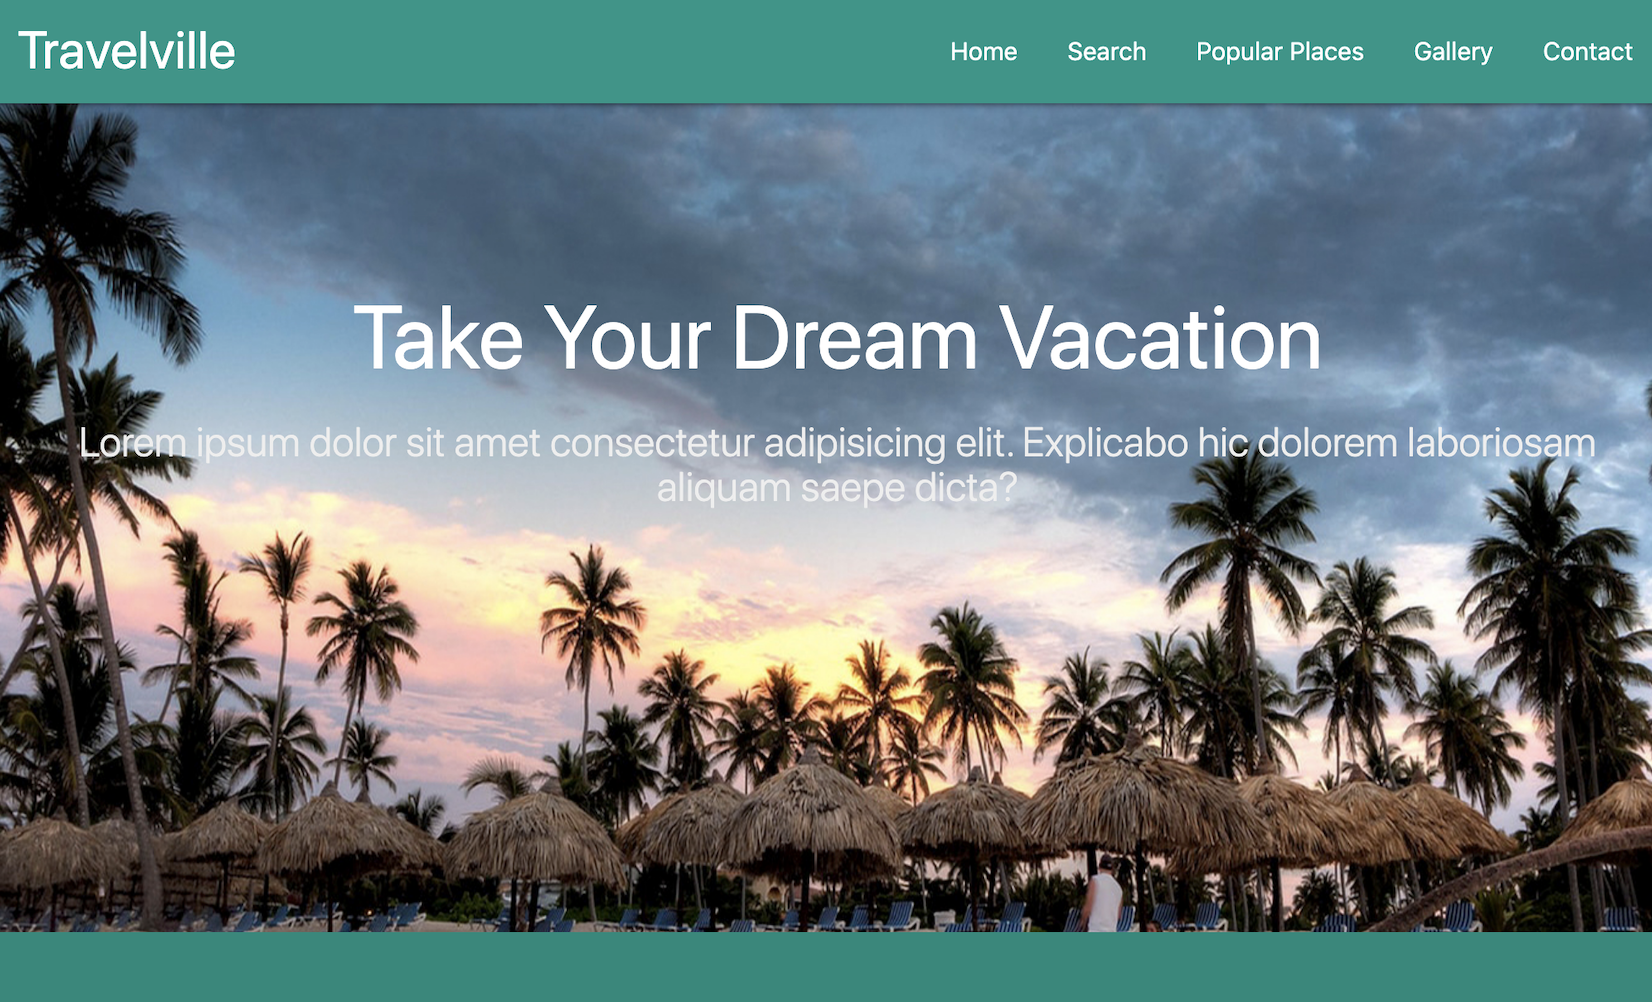 Travelville
Home Search Popular Places Gallery Contact
Take Your Dream Vacation
Lorem ipsum dolor sit amet consectetur adipisicing elit. Explicabo hic dolorem laboriosam
aliquam saepe dicta?